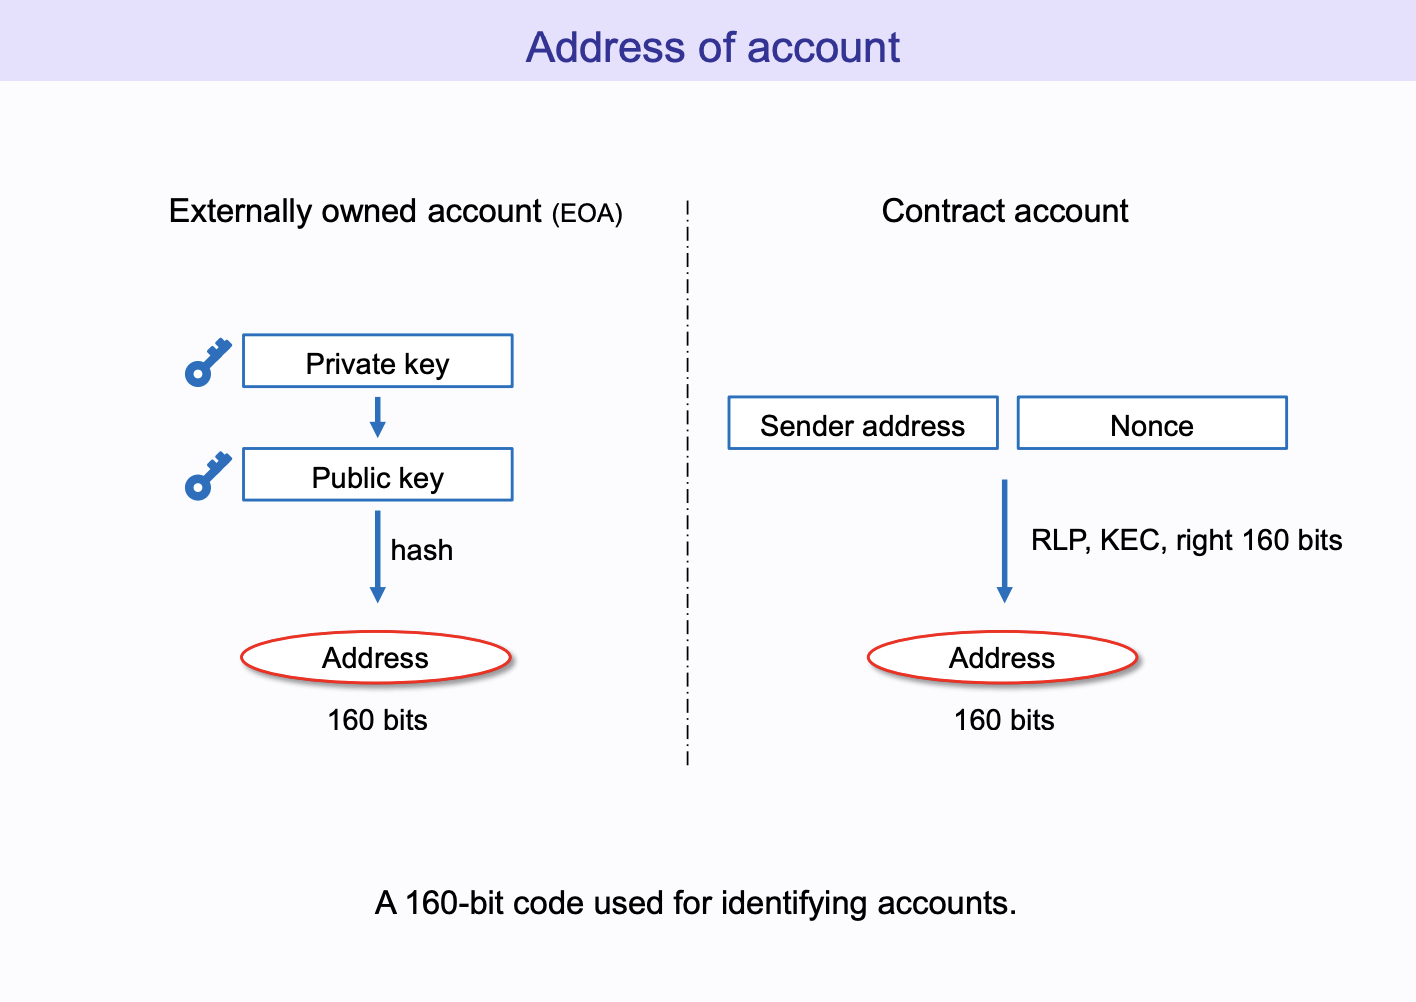 Address of account
Externally owned account (EOA)
Private key
Public key
hash
Address
160 bits
Contract account
Sender address
Nonce
RLP, KEC, right 160 bits
Address
160 bits
A 160-bit code used for identifying accounts.